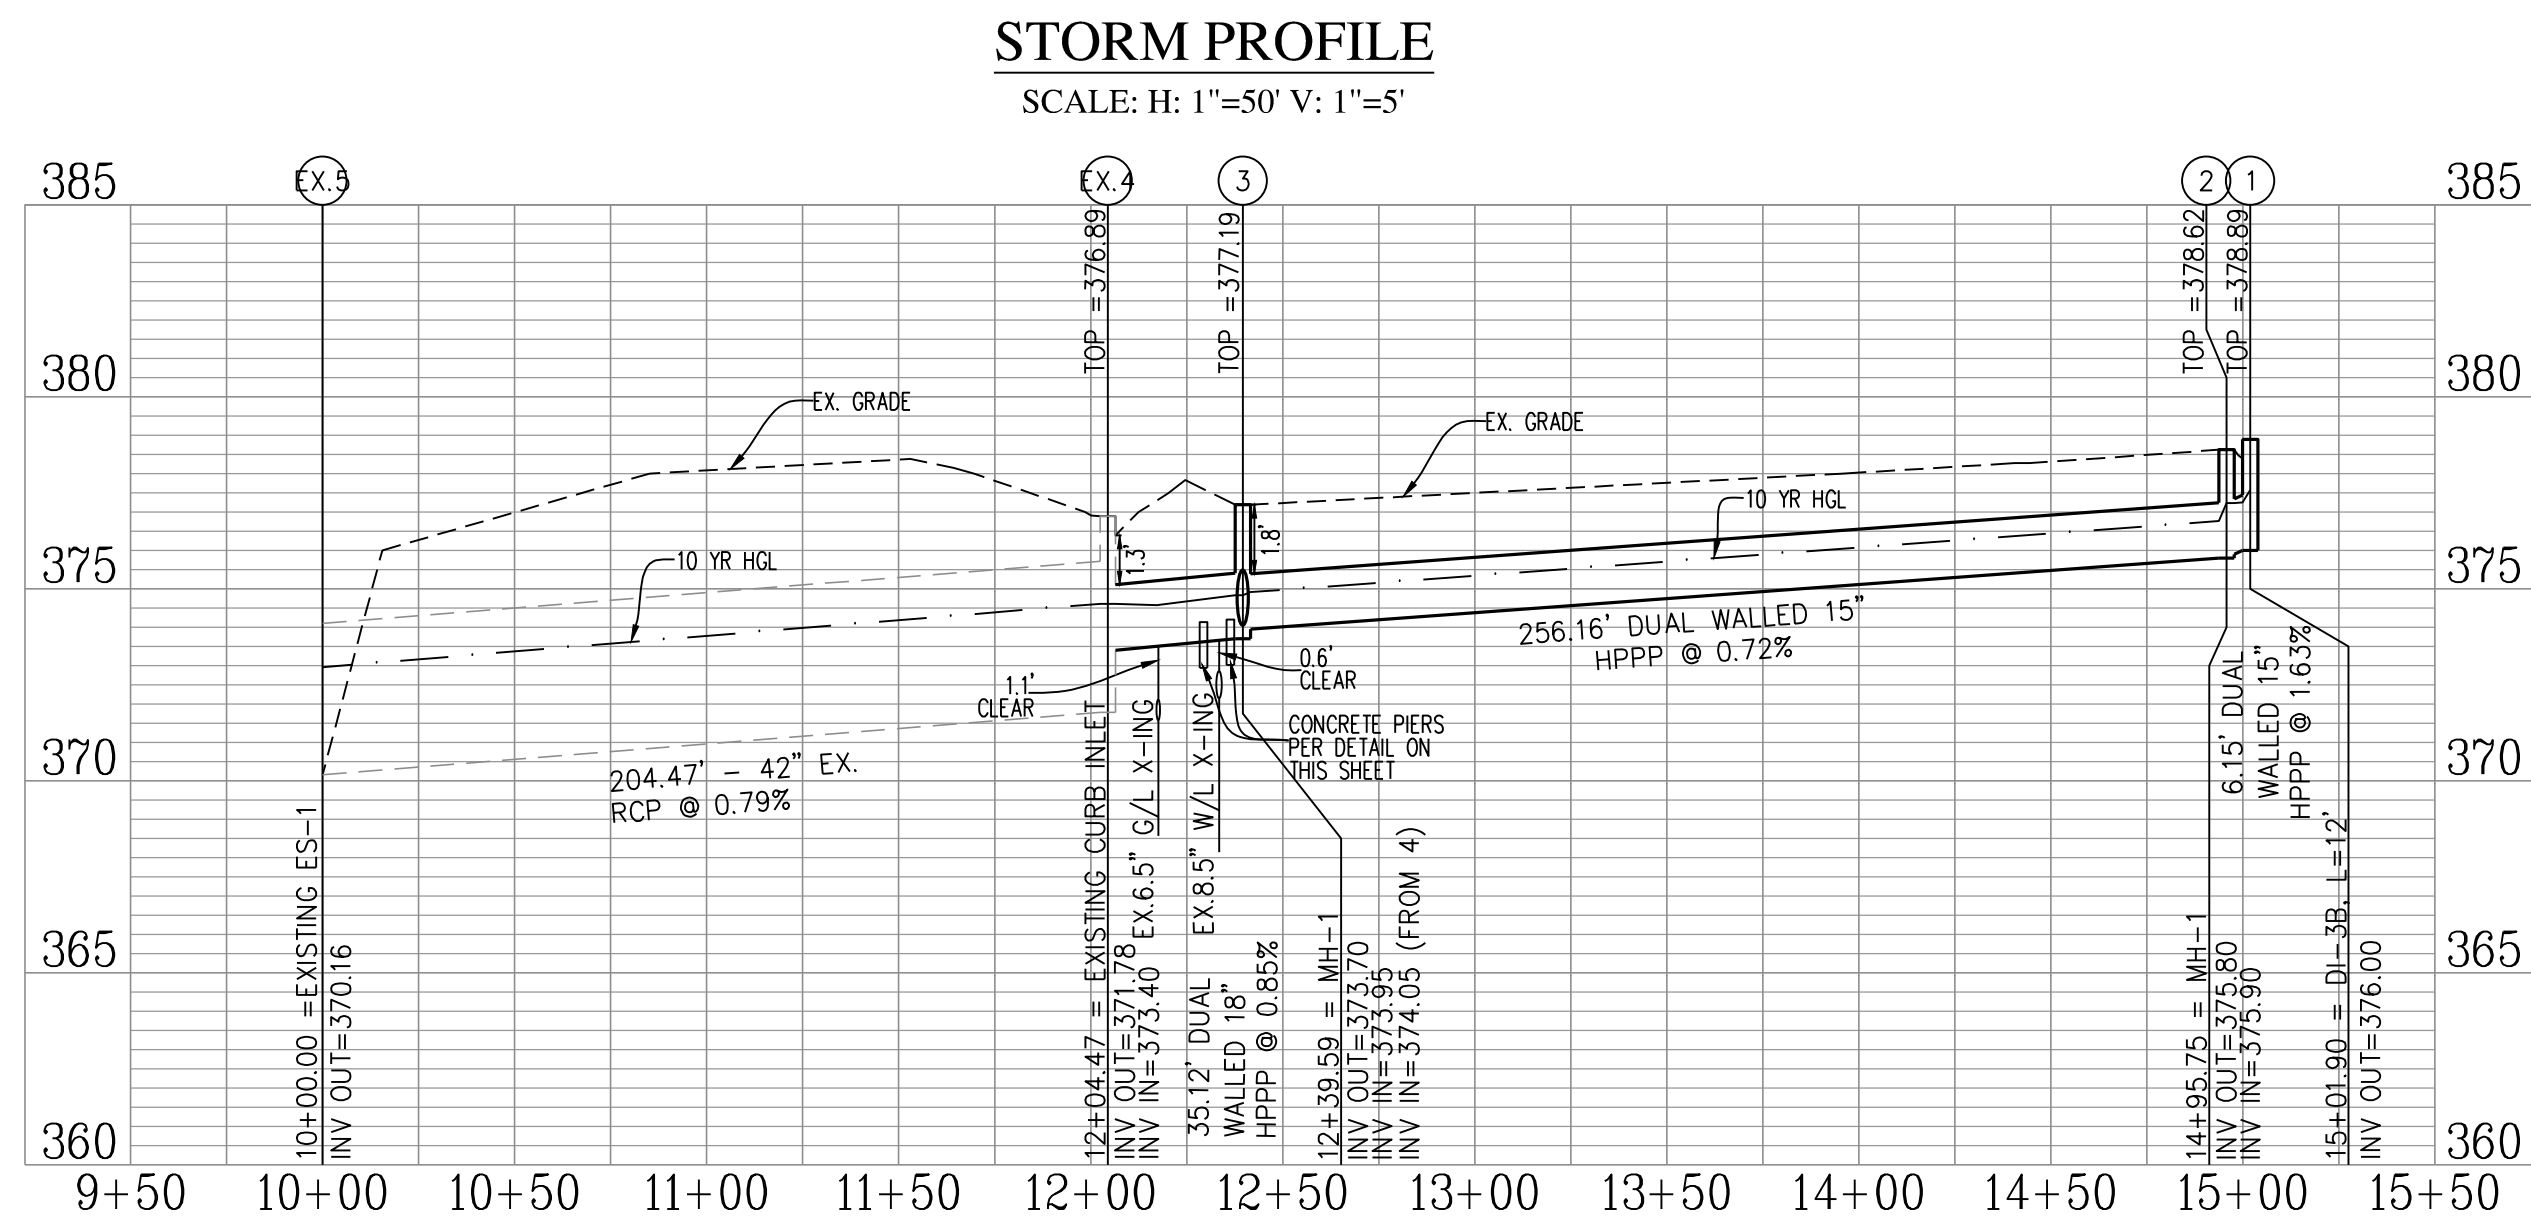 STORM PROFILE
SCALE: H: 1"=50' V: 1"=5'
EX.5
EX.4
3
2
1
385
385
TOP =376.89
TOP =377.19
TOP =378.62
TOP =378.89
380
380
EX. GRADE
EX. GRADE
10 YR HGL
10 YR HGL
1.3'
1.8'
375
375
256.16' DUAL WALLED 15"
HPPP @ 0.72%
0.6'
CLEAR
1.1'
CLEAR
CONCRETE PIERS
PER DETAIL ON
THIS SHEET
6.15' DUAL
WALLED 15"
HPPP @ 1.63%
370
370
204.47' - 42" EX.
RCP @ 0.79%
10+00.00 =EXISTING ES-1
INV OUT=370.16
12+04.47 = EXISTING CURB INLET
INV OUT=371.78
INV IN=373.40
EX.6.5" G/L X-ING
EX.8.5" W/L X-ING
35.12' DUAL
WALLED 18"
HPPP @ 0.85%
12+39.59 = MH-1
INV OUT=373.70
INV IN=373.95
INV IN=374.05 (FROM 4)
14+95.75 = MH-1
INV OUT=375.80
INV IN=375.90
15+01.90 = DI-3B, L=12'
INV OUT=376.00
365
365
360
360
9+50
10+00
10+50
11+00
11+50
12+00
12+50
13+00
13+50
14+00
14+50
15+00
15+50